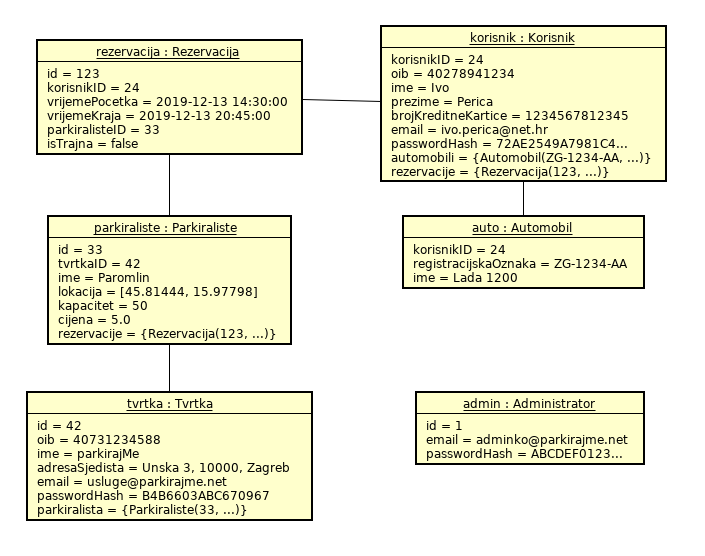 rezervacija : Rezervacija
id = 123
korisnikID = 24
vrijemePocetka = 2019-12-13 14:30:00
vrijemeKraja = 2019-12-13 20:45:00
parkiralisteID = 33
isTrajna = false
korisnik : Korisnik
korisnikID = 24
oib = 40278941234
ime = Ivo
prezime = Perica
brojKreditneKartice = 1234567812345
email = ivo.perica@net.hr
passwordHash = 72AE2549A7981C4...
automobili = {Automobil(ZG-1234-AA, ...)}
rezervacije = {Rezervacija(123, ...)}
parkiraliste : Parkiraliste
id = 33
tvrtkaID = 42
ime = Paromlin
lokacija = [45.81444, 15.97798]
kapacitet = 50
cijena = 5.0
rezervacije = {Rezervacija(123, ...)}
auto : Automobil
korisnikID = 24
registracijskaOznaka = ZG-1234-AA
ime = Lada 1200
tvrtka : Tvrtka
id = 42
oib = 40731234588
ime = parkirajMe
adresaSjedista = Unska 3, 10000, Zagreb
email = usluge@parkirajme.net
passwordHash = B4B6603ABC670967
parkiralista = {Parkiraliste(33, ...)}
admin : Administrator
id = 1
email = adminko@parkirajme.net
passwordHash = ABCDEF0123...